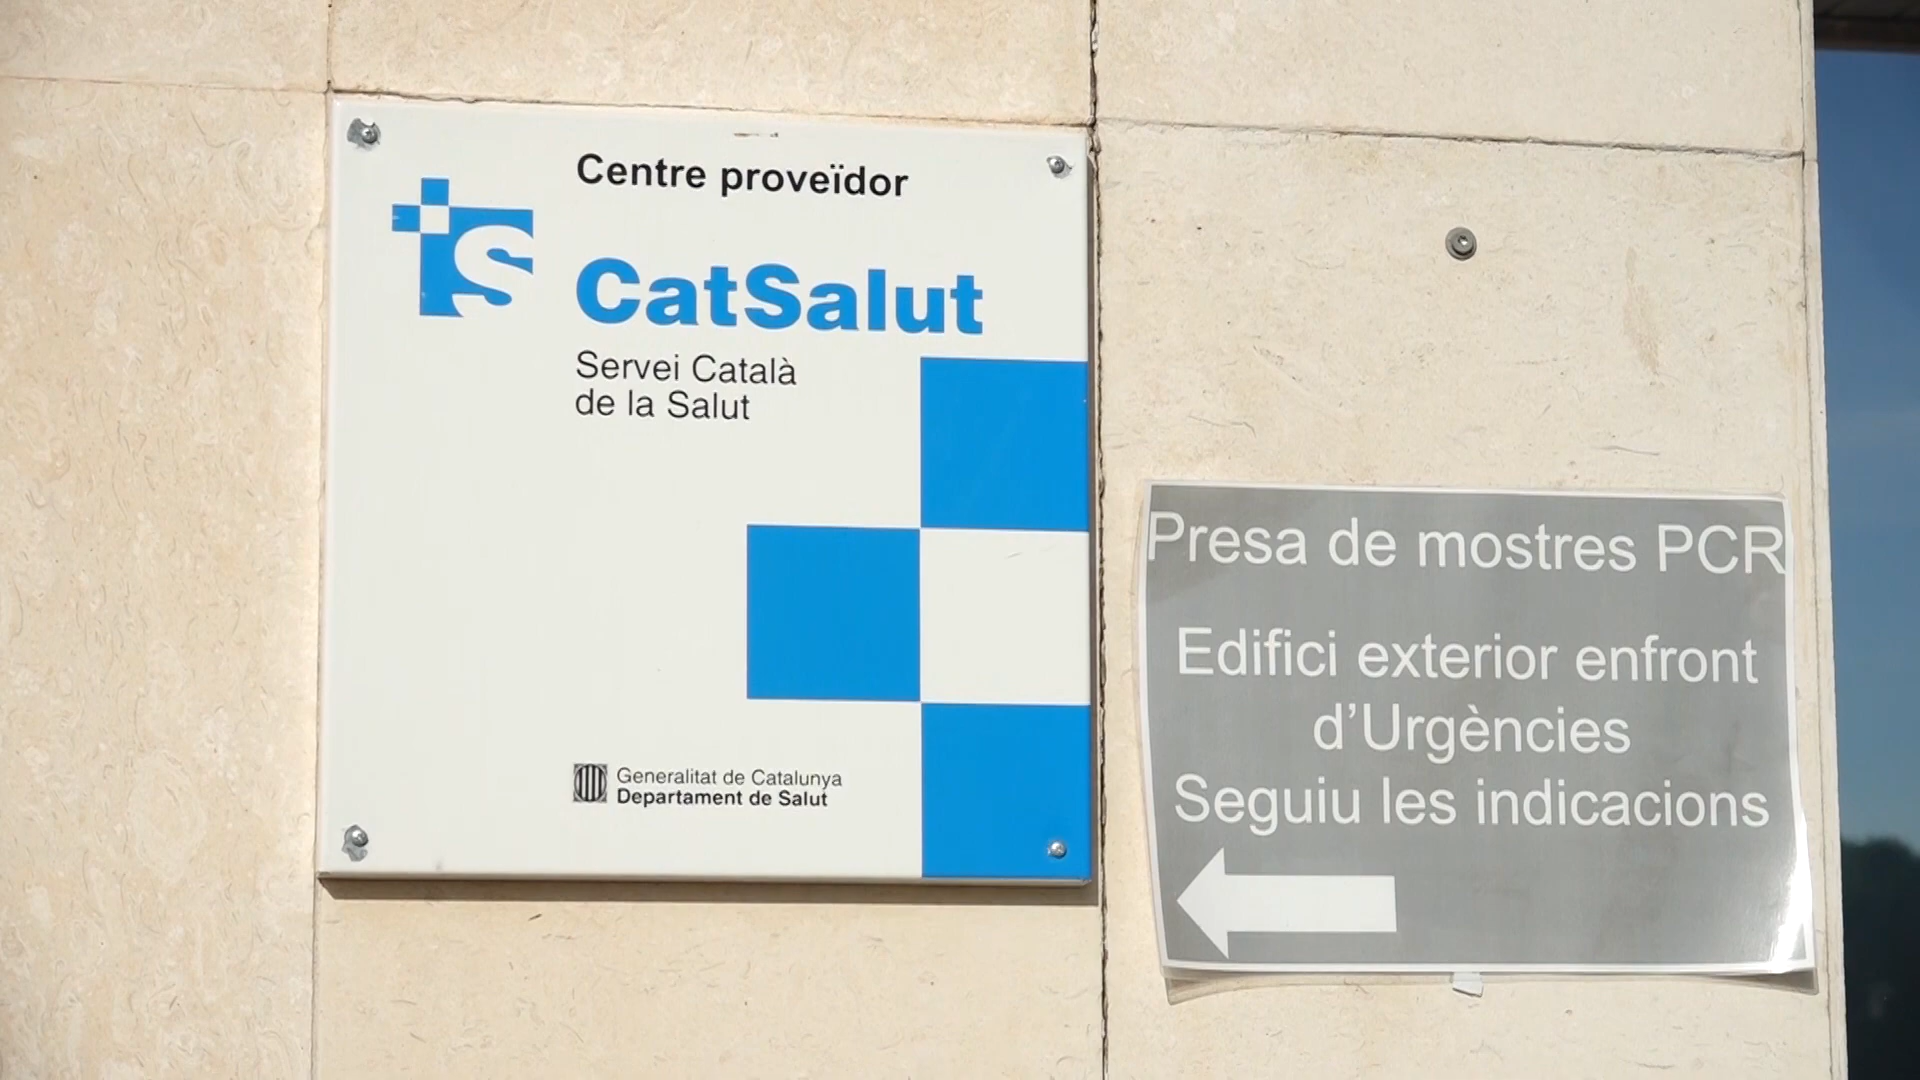 Centre proveïdor
CatSalut
Servei Català
de la Salut
Generalitat de Catalunya
Departament de Salut
Presa de mostres PCR
Edifici exterior enfront
d’Urgències
Seguiu les indicacions